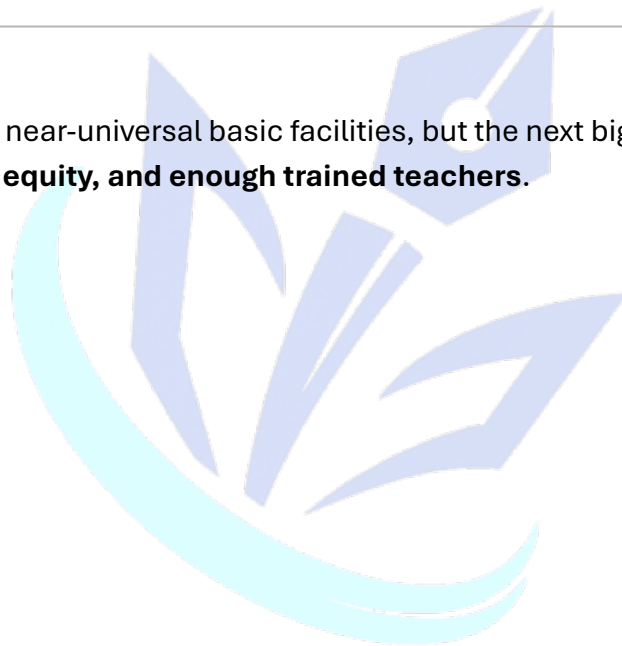 near-universal basic facilities, but the next big
equity, and enough trained teachers.